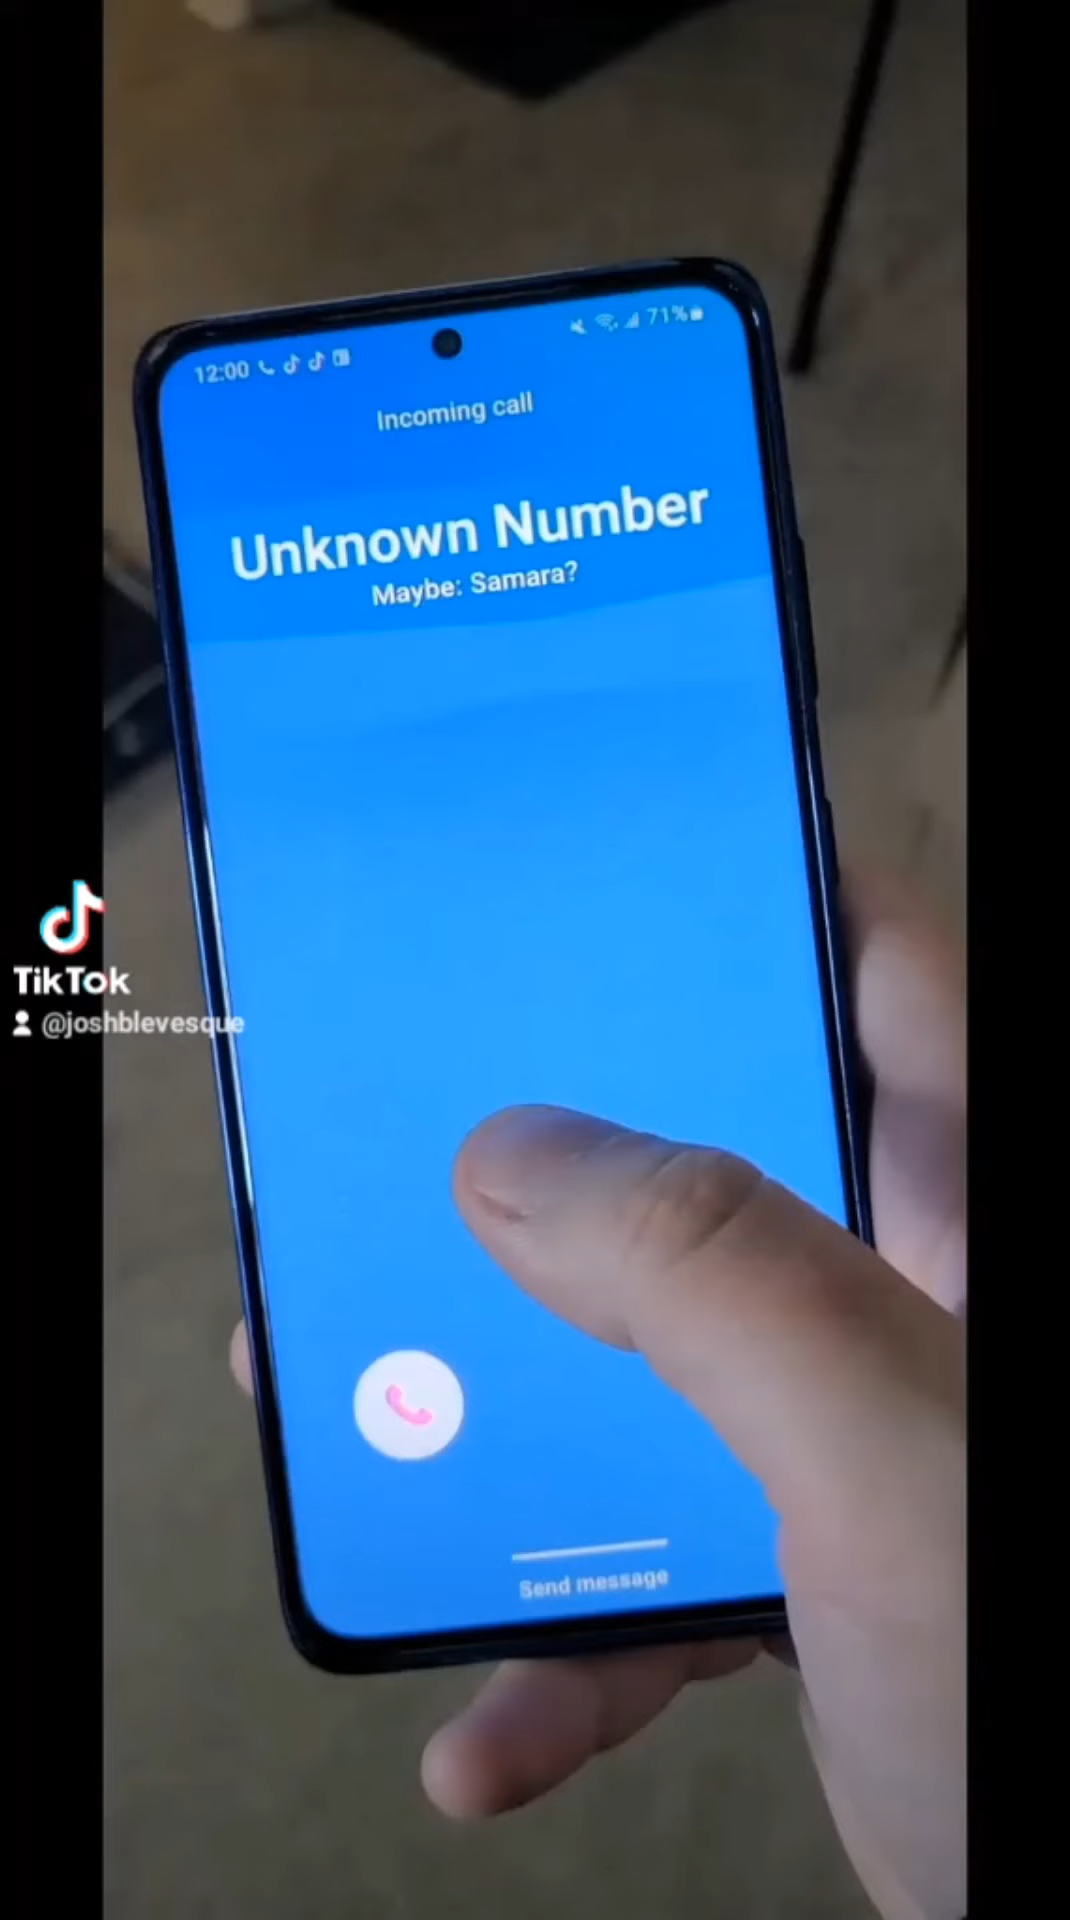 12:00
71%
Incoming call
Unknown Number
Maybe: Samara?
TikTok
@joshblevesque
Send message